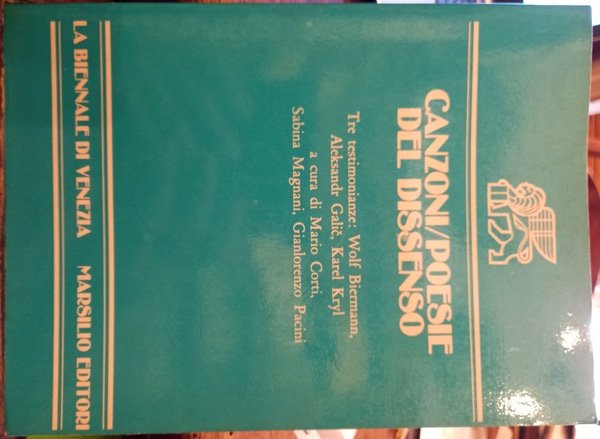 CANZONI/POESIE
DEL DISSENSO
Tre testimonianze: Wolf Biermann,
Aleksandr Galič, Karel Kryl
a cura di Mario Corti,
Sabina Magnani, Gianlorenzo Pacini
LA BIENNALE DI VENEZIA MARSILIO EDITORI